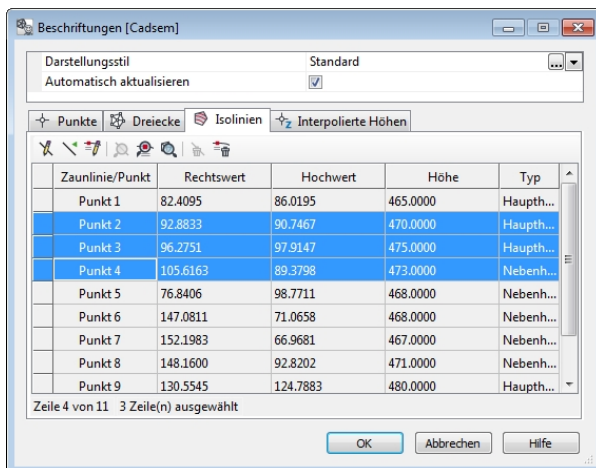 Beschriftungen [Cadsem]
Darstellungsstil Standard ...
Automatisch aktualisieren
Punkte Dreiecke Isolinien Interpolierte Höhen
Zaunlinie/Punkt Rechtswert Hochwert Höhe Typ
Punkt 1 82.4095 86.0195 465.0000 Haupth...
Punkt 2 92.8833 90.7467 470.0000 Haupth...
Punkt 3 96.2751 97.9147 475.0000 Haupth...
Punkt 4 105.6163 89.3798 473.0000 Nebenh...
Punkt 5 76.8406 98.7711 468.0000 Nebenh...
Punkt 6 147.0811 71.0658 468.0000 Nebenh...
Punkt 7 152.1983 66.9681 467.0000 Nebenh...
Punkt 8 148.1600 92.8202 471.0000 Nebenh...
Punkt 9 130.5545 124.7883 480.0000 Haupth...
Zeile 4 von 11 3 Zeile(n) ausgewählt
OK Abbrechen Hilfe